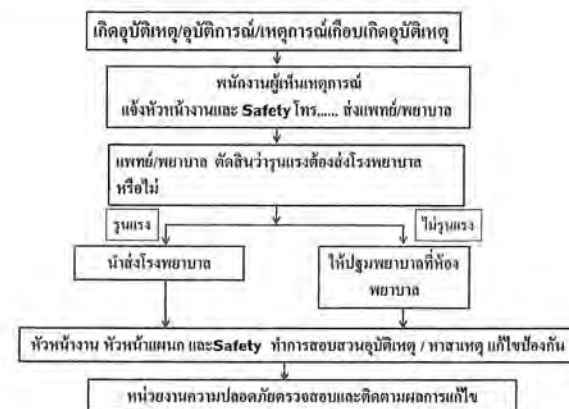 เกิดอุบัติเหตุ/อุบัติการณ์/เหตุการณ์เกือบเกิดอุบัติเหตุ
พนักงานผู้เห็นเหตุการณ์
แจ้งหัวหน้างานและ Safety โทร...... ส่งแพทย์/พยาบาล
แพทย์/พยาบาล ตัดสินว่ารุนแรงต้องส่งโรงพยาบาล
หรือไม่
รุนแรง
ไม่รุนแรง
นำส่งโรงพยาบาล
ให้ปฐมพยาบาลที่ห้อง
พยาบาล
หัวหน้างาน หัวหน้าแผนก และSafety ทำการสอบสวนอุบัติเหตุ / หาสาเหตุ แก้ไขป้องกัน
หน่วยงานความปลอดภัยตรวจสอบและติดตามผลการแก้ไข